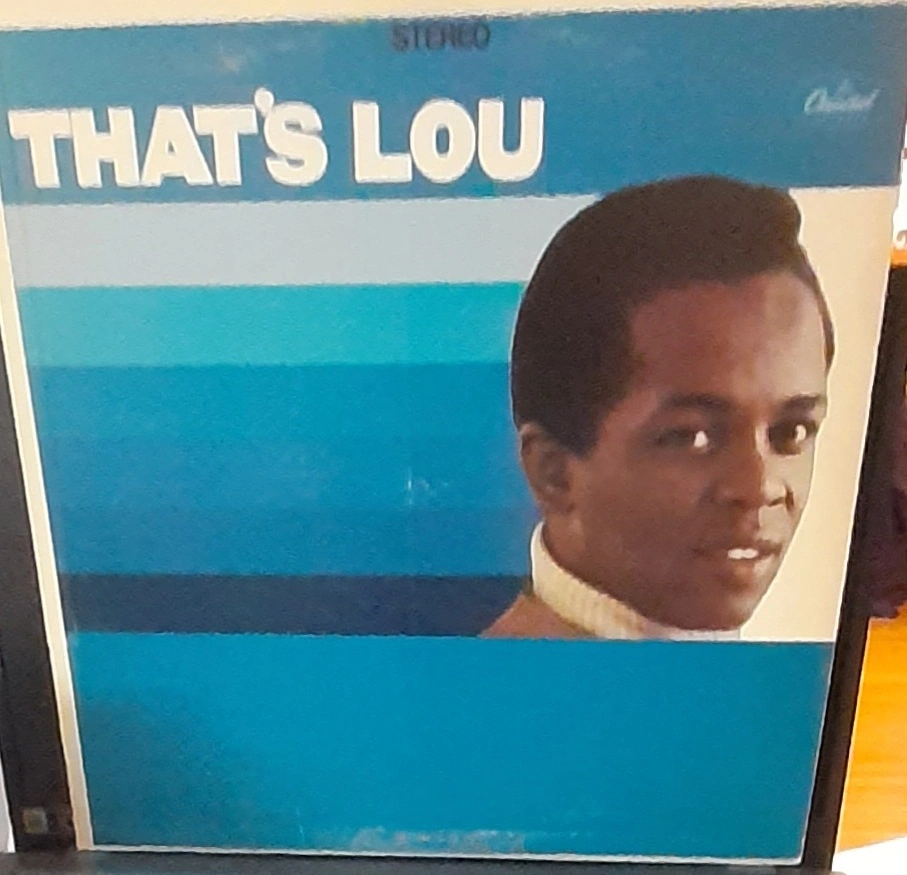 STEREO
Capitol
THAT'S LOU